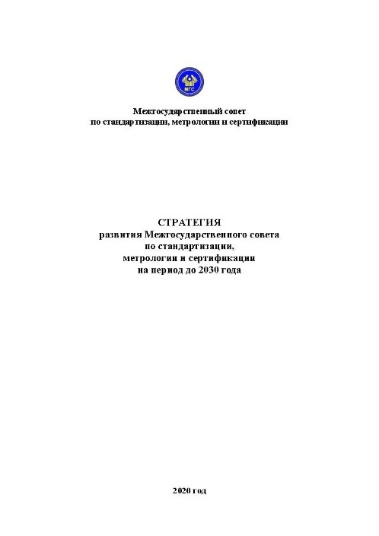 МГС
Межгосударственный совет
по стандартизации, метрологии и сертификации
СТРАТЕГИЯ
развития Межгосударственного совета
по стандартизации,
метрологии и сертификации
на период до 2030 года
2020 год